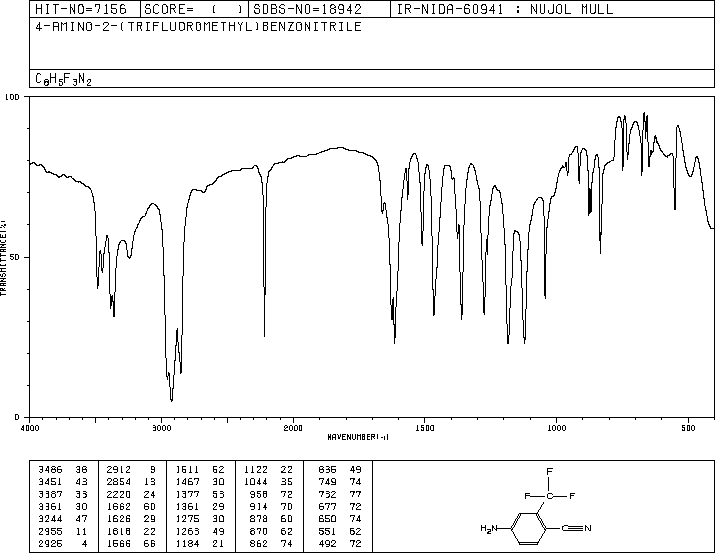 HIT-NO=7156 SCORE= ( ) SDBS-NO=18942 IR-NIDA-60941 : NUJOL MULL
4-AMINO-2-(TRIFLUOROMETHYL)BENZONITRILE
C8H5F3N2
100
50
0
TRANSMITTANCE(%)
4000 3000 2000 1500 1000 500
WAVENUMBER(-1)
3486 38 2912 9 1511 52 1122 22 835 49
3451 43 2854 13 1467 30 1044 35 749 74
3387 33 2220 24 1377 53 958 72 732 77
3361 30 1662 60 1361 29 914 70 677 72
3244 47 1626 29 1275 30 878 60 650 74
2955 11 1618 22 1263 49 870 62 551 62
2925 4 1566 66 1184 21 862 74 492 72
F
F C F
H2N C≡N